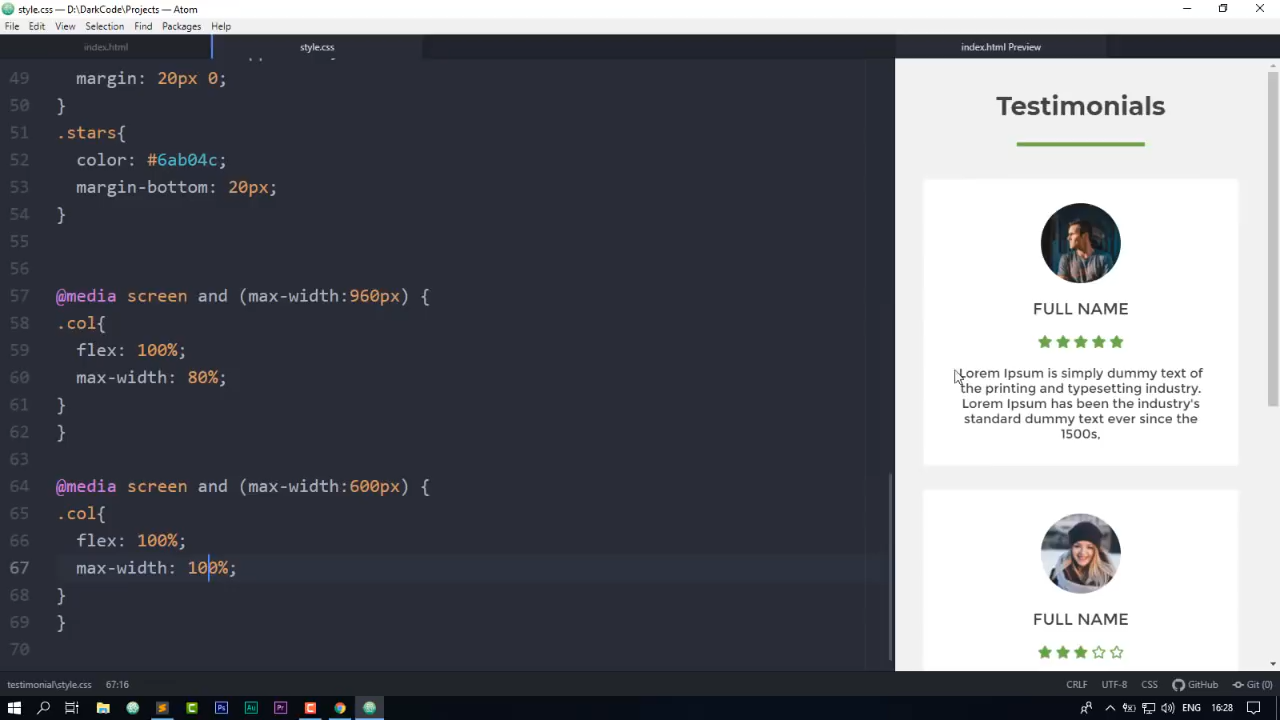 style.css — D:\DarkCode\Projects — Atom
File Edit View Selection Find Packages Help
index.html style.css index.html Preview
49 margin: 20px 0;
50 }
51 .stars{
52 color: #6ab04c;
53 margin-bottom: 20px;
54 }
55
56
57 @media screen and (max-width:960px) {
58 .col{
59 flex: 100%;
60 max-width: 80%;
61 }
62 }
63
64 @media screen and (max-width:600px) {
65 .col{
66 flex: 100%;
67 max-width: 100%;
68 }
69 }
70
Testimonials
FULL NAME
Lorem Ipsum is simply dummy text of
the printing and typesetting industry.
Lorem Ipsum has been the industry's
standard dummy text ever since the
1500s,
FULL NAME
testimonial\style.css 67:16 CRLF UTF-8 CSS GitHub Git (0)
Ps Au Pr ENG 16:28